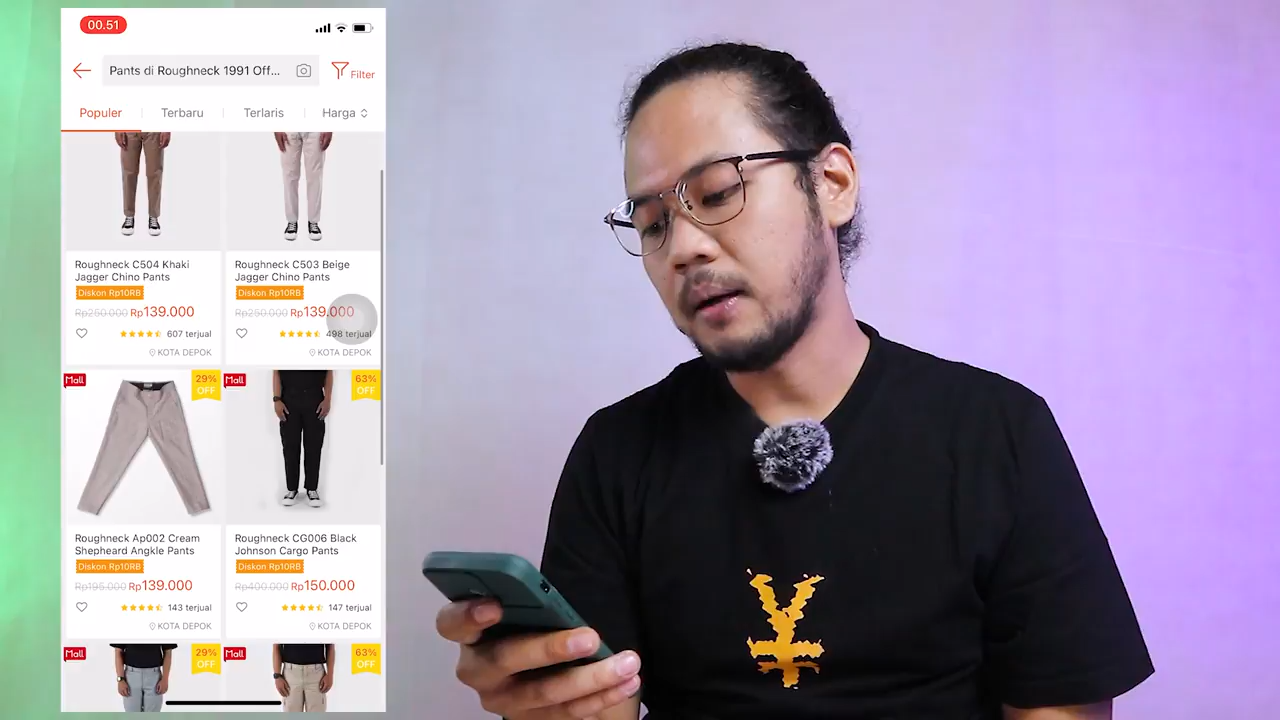 00.51
Pants di Roughneck 1991 Off...
Filter
Populer
Terbaru
Terlaris
Harga
Roughneck C504 Khaki
Jagger Chino Pants
Diskon Rp10RB
Rp250.000 Rp139.000
607 terjual
KOTA DEPOK
Roughneck C503 Beige
Jagger Chino Pants
Diskon Rp10RB
Rp250.000 Rp139.000
498 terjual
KOTA DEPOK
Mall
29%
OFF
Roughneck Ap002 Cream
Shepheard Angkle Pants
Diskon Rp10RB
Rp195.000 Rp139.000
143 terjual
KOTA DEPOK
Mall
63%
OFF
Roughneck CG006 Black
Johnson Cargo Pants
Diskon Rp10RB
Rp400.000 Rp150.000
147 terjual
KOTA DEPOK
Mall
29%
OFF
Mall
63%
OFF
¥